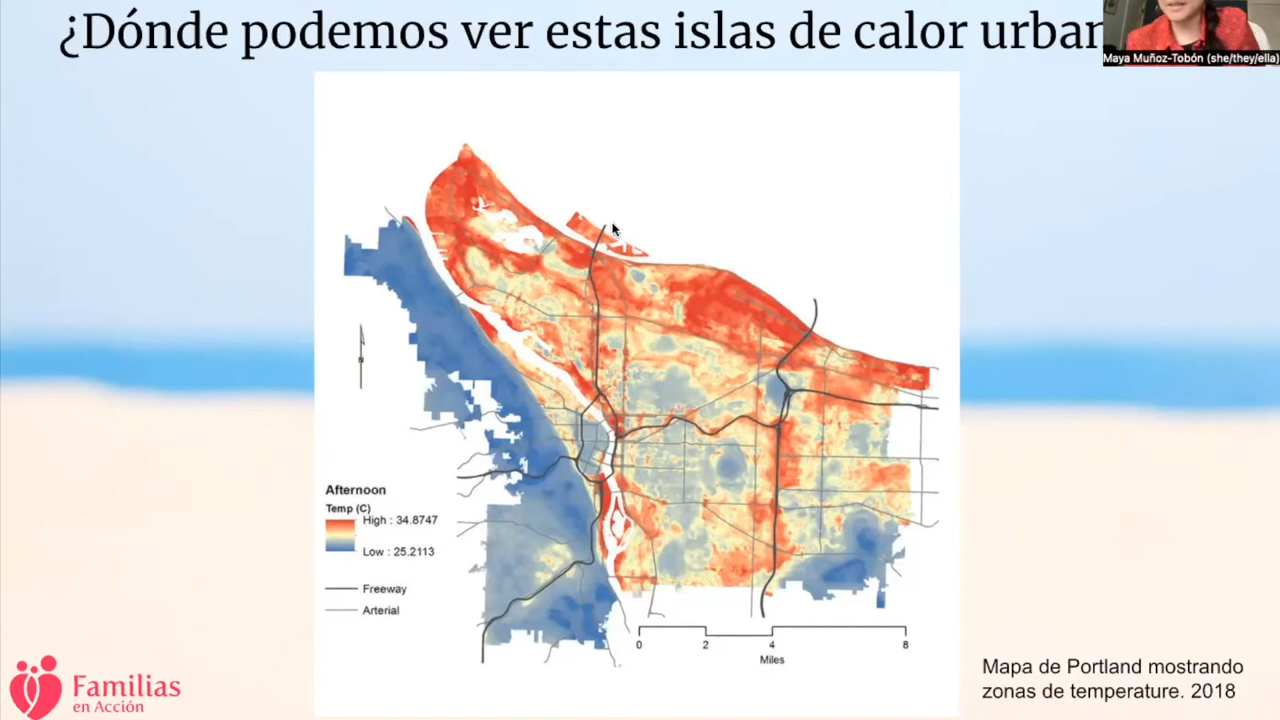 ¿Dónde podemos ver estas islas de calor urban
Maya Muñoz-Tobón (she/they/ella)
N
Afternoon
Temp (C)
High : 34.8747
Low : 25.2113
Freeway
Arterial
0 2 4 8
Miles
Familias
en Acción
Mapa de Portland mostrando
zonas de temperature. 2018